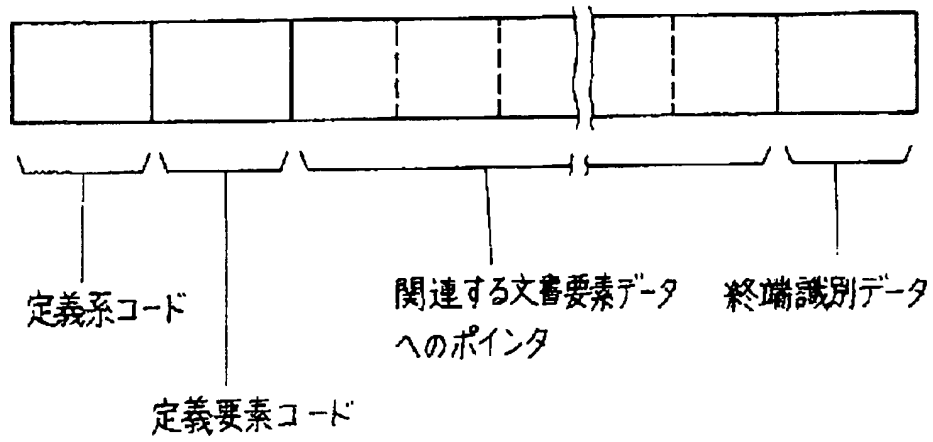 定義系コード
定義要素コード
関連する文書要素データ
へのポインタ
終端識別データ